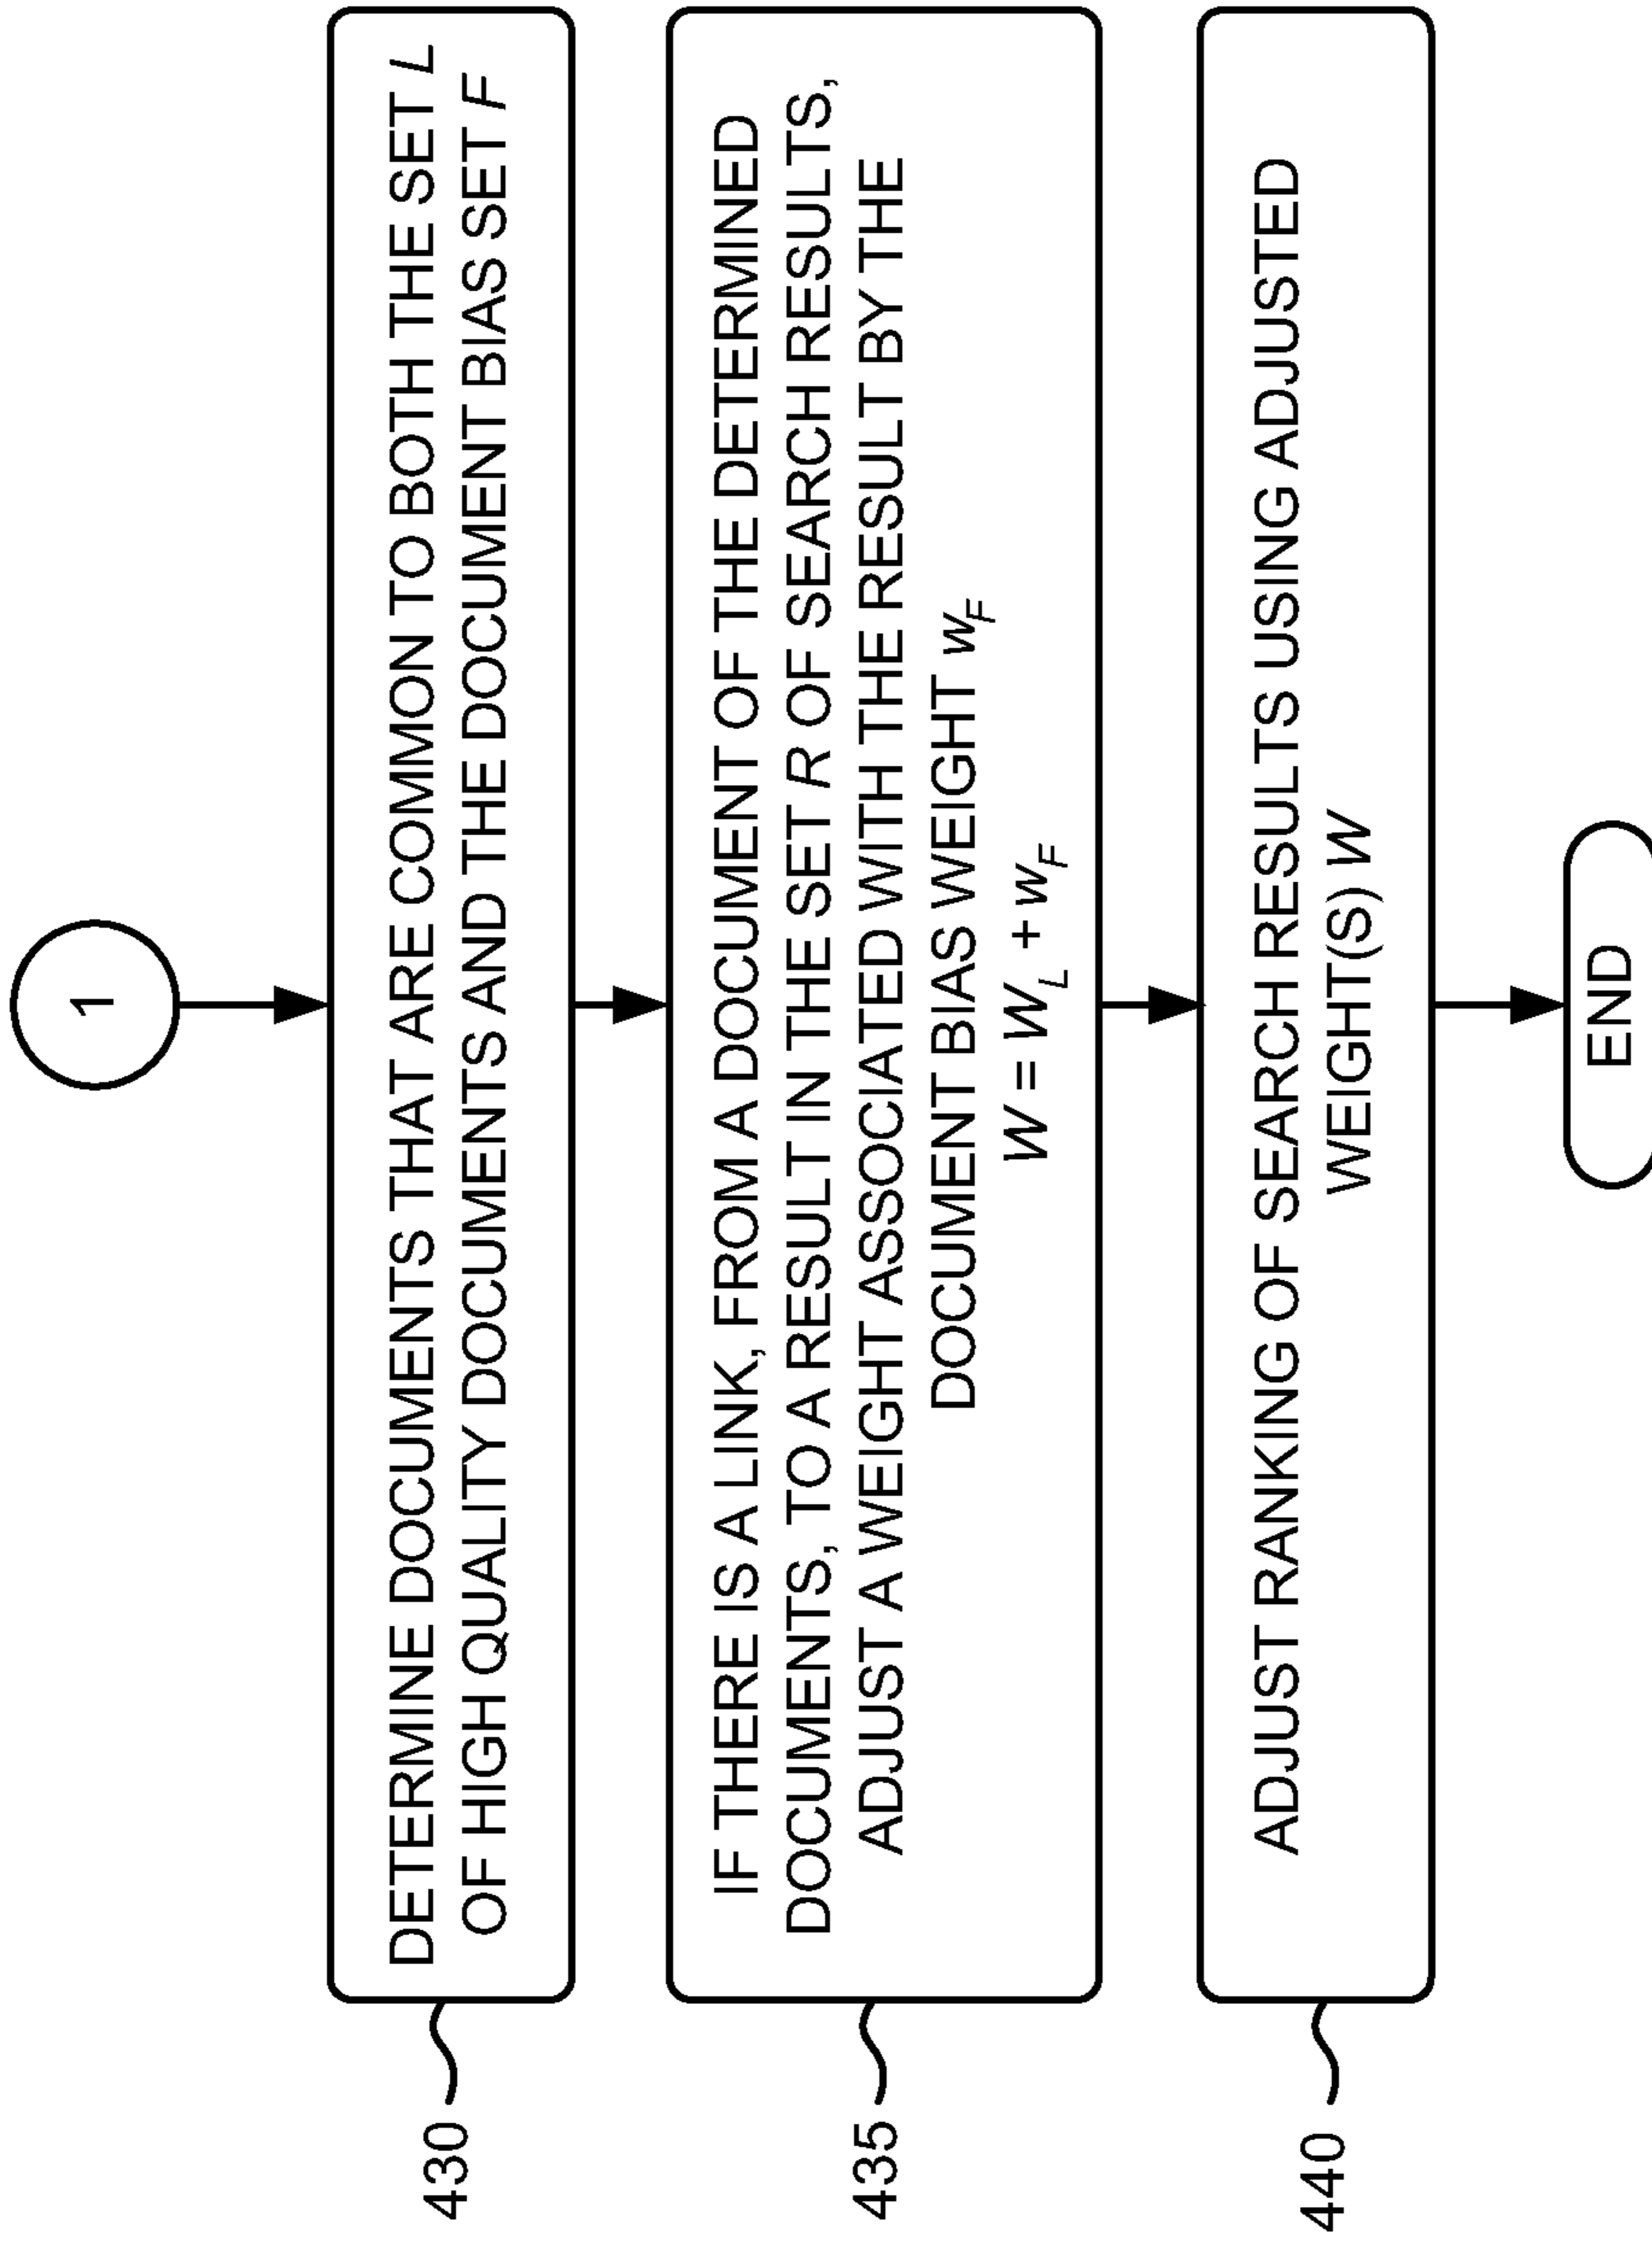 1
DETERMINE DOCUMENTS THAT ARE COMMON TO BOTH THE SET L
OF HIGH QUALITY DOCUMENTS AND THE DOCUMENT BIAS SET F
430
IF THERE IS A LINK, FROM A DOCUMENT OF THE DETERMINED
DOCUMENTS, TO A RESULT IN THE SET R OF SEARCH RESULTS,
ADJUST A WEIGHT ASSOCIATED WITH THE RESULT BY THE
DOCUMENT BIAS WEIGHT w_F
W = W_L + w_F
435
ADJUST RANKING OF SEARCH RESULTS USING ADJUSTED
WEIGHT(S) W
440
END